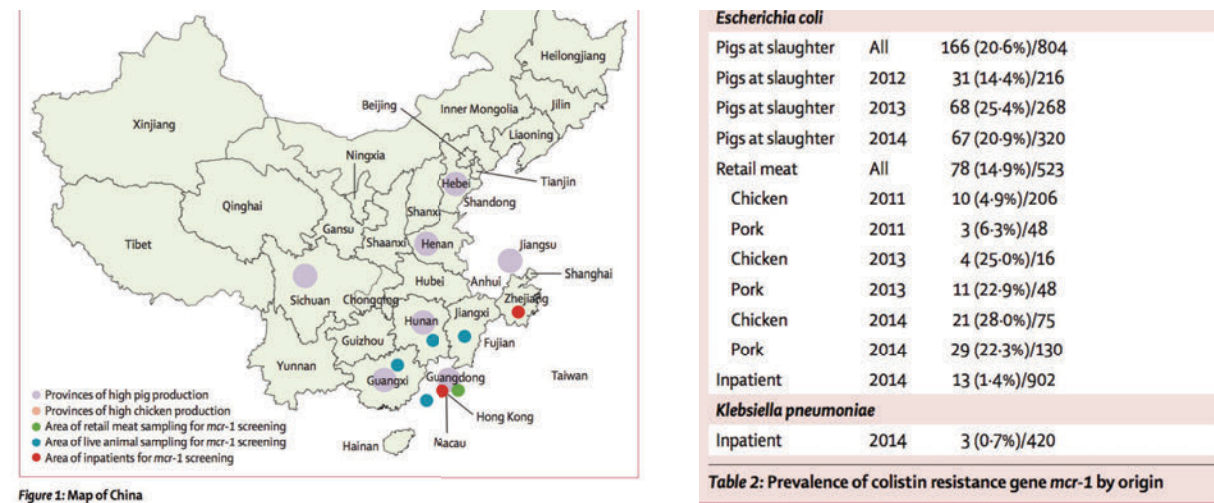 Heilongjiang
Beijing
Inner Mongolia
Jilin
Xinjiang
Liaoning
Ningxia
Hebei
Tianjin
Qinghai
Shanxi
Shandong
Gansu
Tibet
Shaanxi
Henan
Jiangsu
Shanghai
Hubei
Anhui
Sichuan
Chongqing
Zhejiang
Hunan
Jiangxi
Guizhou
Fujian
Yunnan
Taiwan
Guangxi
Guangdong
Hong Kong
Hainan
Macau
Provinces of high pig production
Provinces of high chicken production
Area of retail meat sampling for mcr-1 screening
Area of live animal sampling for mcr-1 screening
Area of inpatients for mcr-1 screening
Figure 1: Map of China
Escherichia coli
Pigs at slaughter All 166 (20·6%)/804
Pigs at slaughter 2012 31 (14·4%)/216
Pigs at slaughter 2013 68 (25·4%)/268
Pigs at slaughter 2014 67 (20·9%)/320
Retail meat All 78 (14·9%)/523
Chicken 2011 10 (4·9%)/206
Pork 2011 3 (6·3%)/48
Chicken 2013 4 (25·0%)/16
Pork 2013 11 (22·9%)/48
Chicken 2014 21 (28·0%)/75
Pork 2014 29 (22·3%)/130
Inpatient 2014 13 (1·4%)/902
Klebsiella pneumoniae
Inpatient 2014 3 (0·7%)/420
Table 2: Prevalence of colistin resistance gene mcr-1 by origin